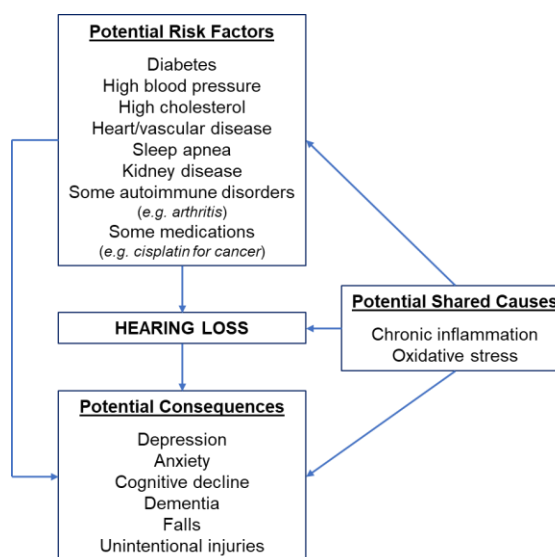 Potential Risk Factors
Diabetes
High blood pressure
High cholesterol
Heart/vascular disease
Sleep apnea
Kidney disease
Some autoimmune disorders
(e.g. arthritis)
Some medications
(e.g. cisplatin for cancer)
HEARING LOSS
Potential Shared Causes
Chronic inflammation
Oxidative stress
Potential Consequences
Depression
Anxiety
Cognitive decline
Dementia
Falls
Unintentional injuries